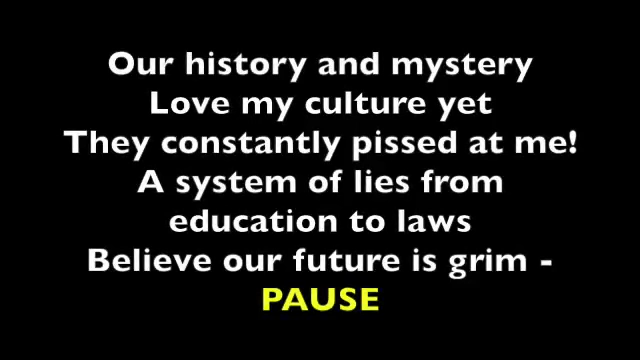 Our history and mystery
Love my culture yet
They constantly pissed at me!
A system of lies from
education to laws
Believe our future is grim -
PAUSE